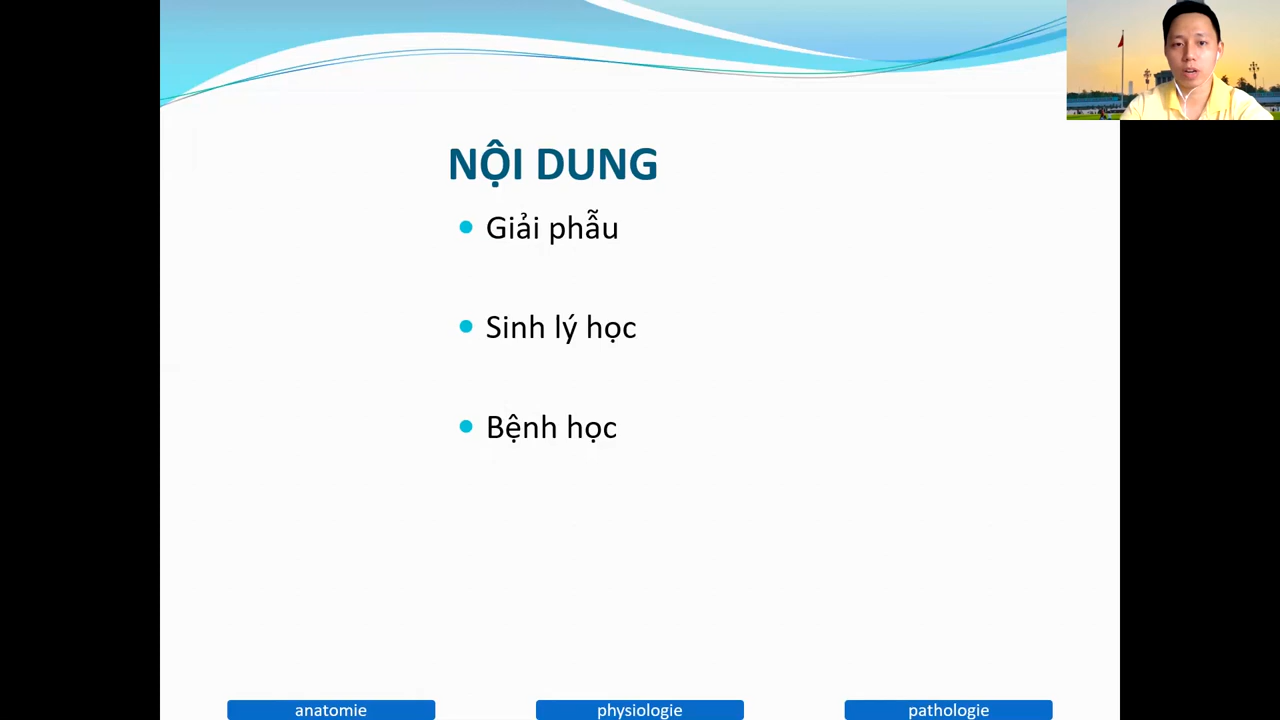 NỘI DUNG
Giải phẫu
Sinh lý học
Bệnh học
anatomie
physiologie
pathologie